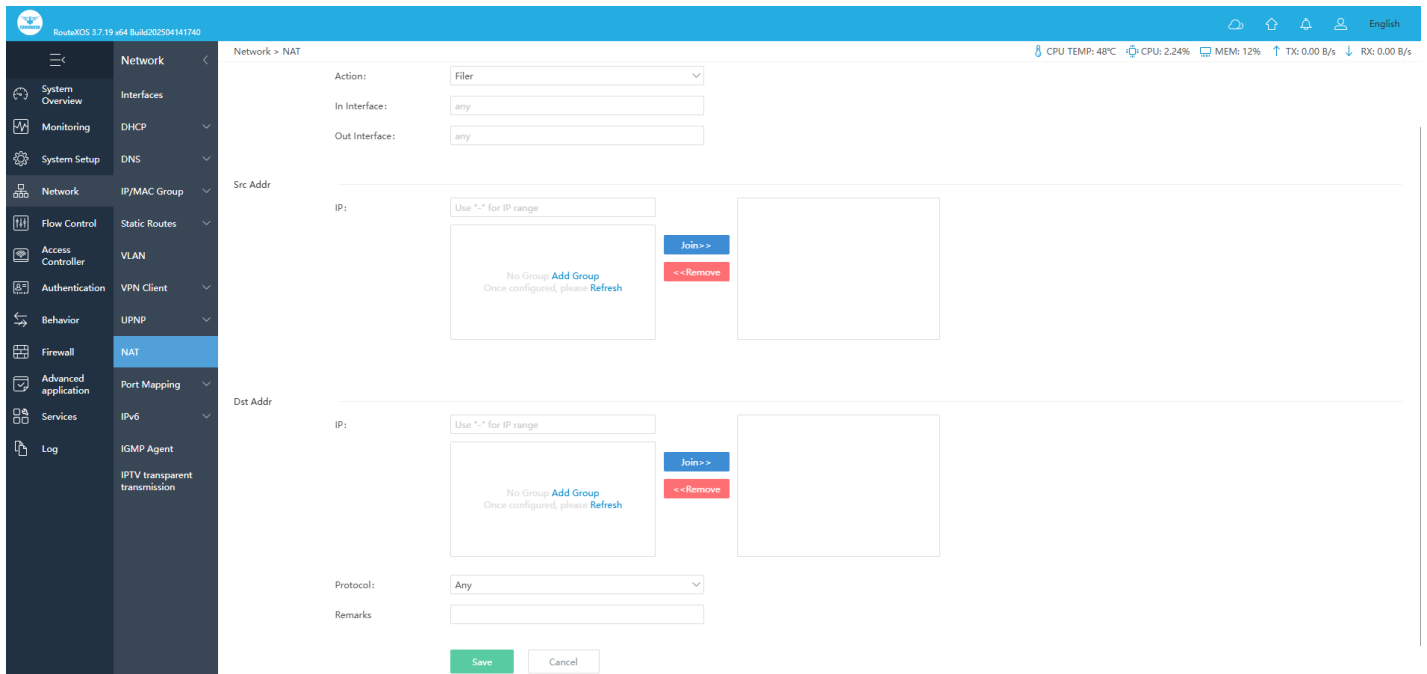 RouteXOS 3.7.19 x64 Build202504141740
English
Network
Network > NAT
CPU TEMP: 48℃ CPU: 2.24% MEM: 12% TX: 0.00 B/s RX: 0.00 B/s
System Overview
Monitoring
System Setup
Network
Flow Control
Access Controller
Authentication
Behavior
Firewall
Advanced application
Services
Log
Interfaces
DHCP
DNS
IP/MAC Group
Static Routes
VLAN
VPN Client
UPNP
NAT
Port Mapping
IPv6
IGMP Agent
IPTV transparent transmission
Action: Filer
In Interface: any
Out Interface: any
Src Addr
IP: Use "-" for IP range
Join>>
<<Remove
No Group Add Group
Once configured, please Refresh
Dst Addr
IP: Use "-" for IP range
Join>>
<<Remove
No Group Add Group
Once configured, please Refresh
Protocol: Any
Remarks
Save Cancel